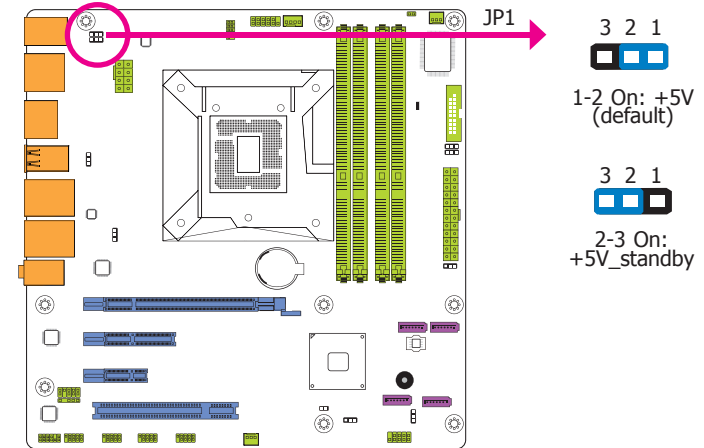 JP1
3 2 1
1-2 On: +5V
(default)
3 2 1
2-3 On:
+5V_standby